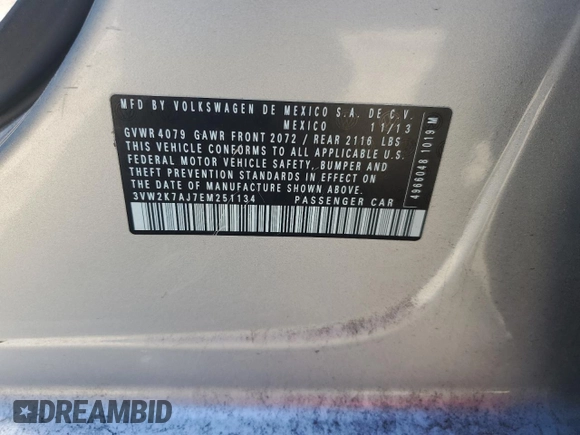 MFD BY VOLKSWAGEN DE MEXICO S.A. DE C.V.
MEXICO 11/13
GVWR 4079 GAWR FRONT 2072 / REAR 2116 LBS
THIS VEHICLE CONFORMS TO ALL APPLICABLE U.S.
FEDERAL MOTOR VEHICLE SAFETY, BUMPER AND
THEFT PREVENTION STANDARDS IN EFFECT ON
THE DATE OF MANUFACTURE SHOWN ABOVE.
3VW2K7AJ7EM251134 PASSENGER CAR
4966048 1019 M
DREAMBID